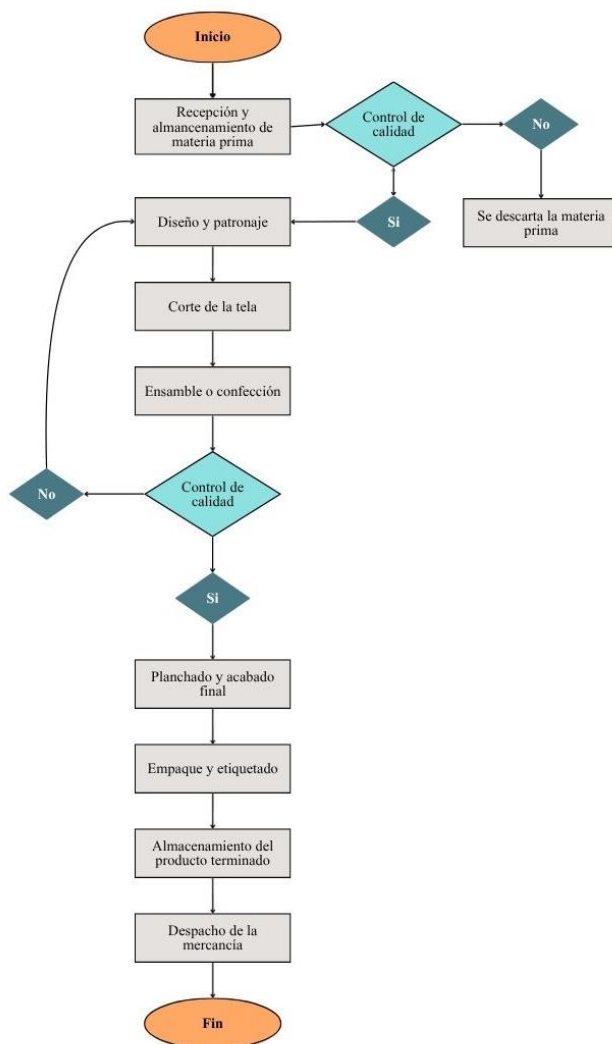 Inicio
Recepción y
almancenamiento de
materia prima
Control de
calidad
No
Se descarta la materia
prima
Si
Diseño y patronaje
Corte de la tela
Ensamble o confección
Control de
calidad
No
Si
Planchado y acabado
final
Empaque y etiquetado
Almacenamiento del
producto terminado
Despacho de la
mercancía
Fin